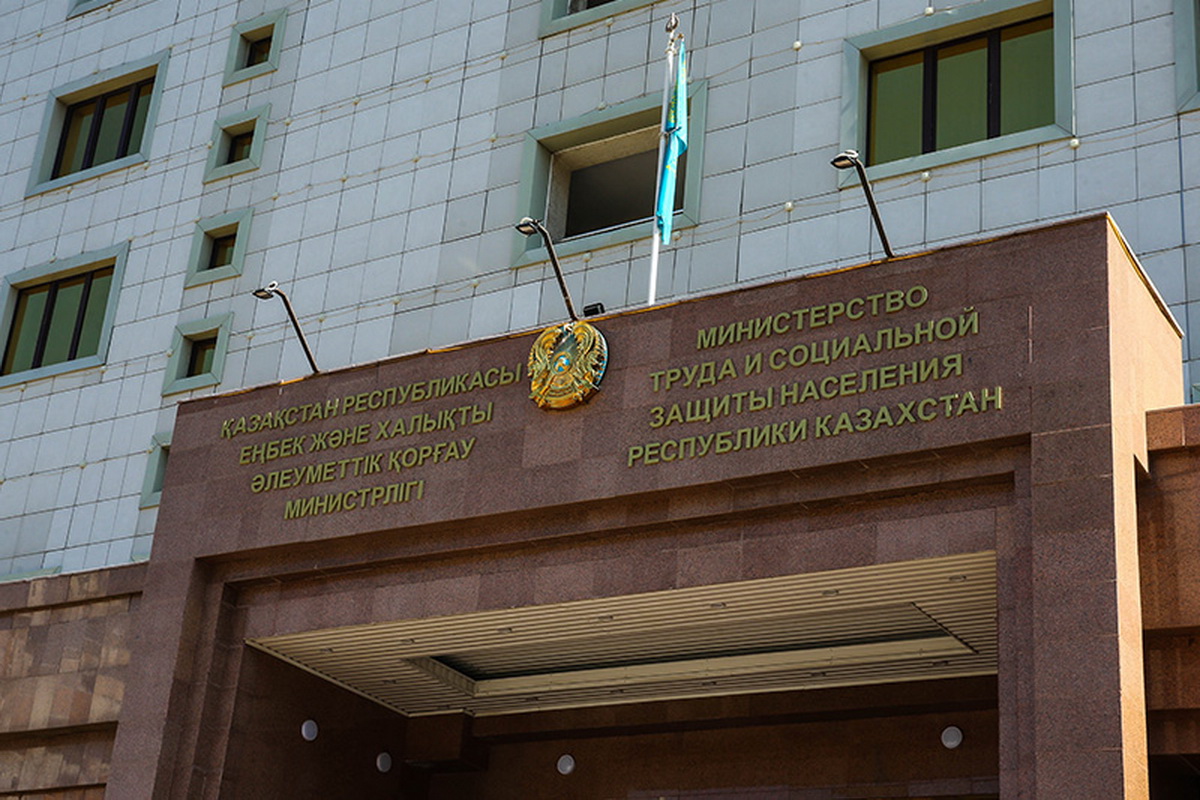 ҚАЗАҚСТАН РЕСПУБЛИКАСЫ
ЕҢБЕК ЖӘНЕ ХАЛЫҚТЫ
ӘЛЕУМЕТТІК ҚОРҒАУ
МИНИСТРЛІГІ
МИНИСТЕРСТВО
ТРУДА И СОЦИАЛЬНОЙ
ЗАЩИТЫ НАСЕЛЕНИЯ
РЕСПУБЛИКИ КАЗАХСТАН